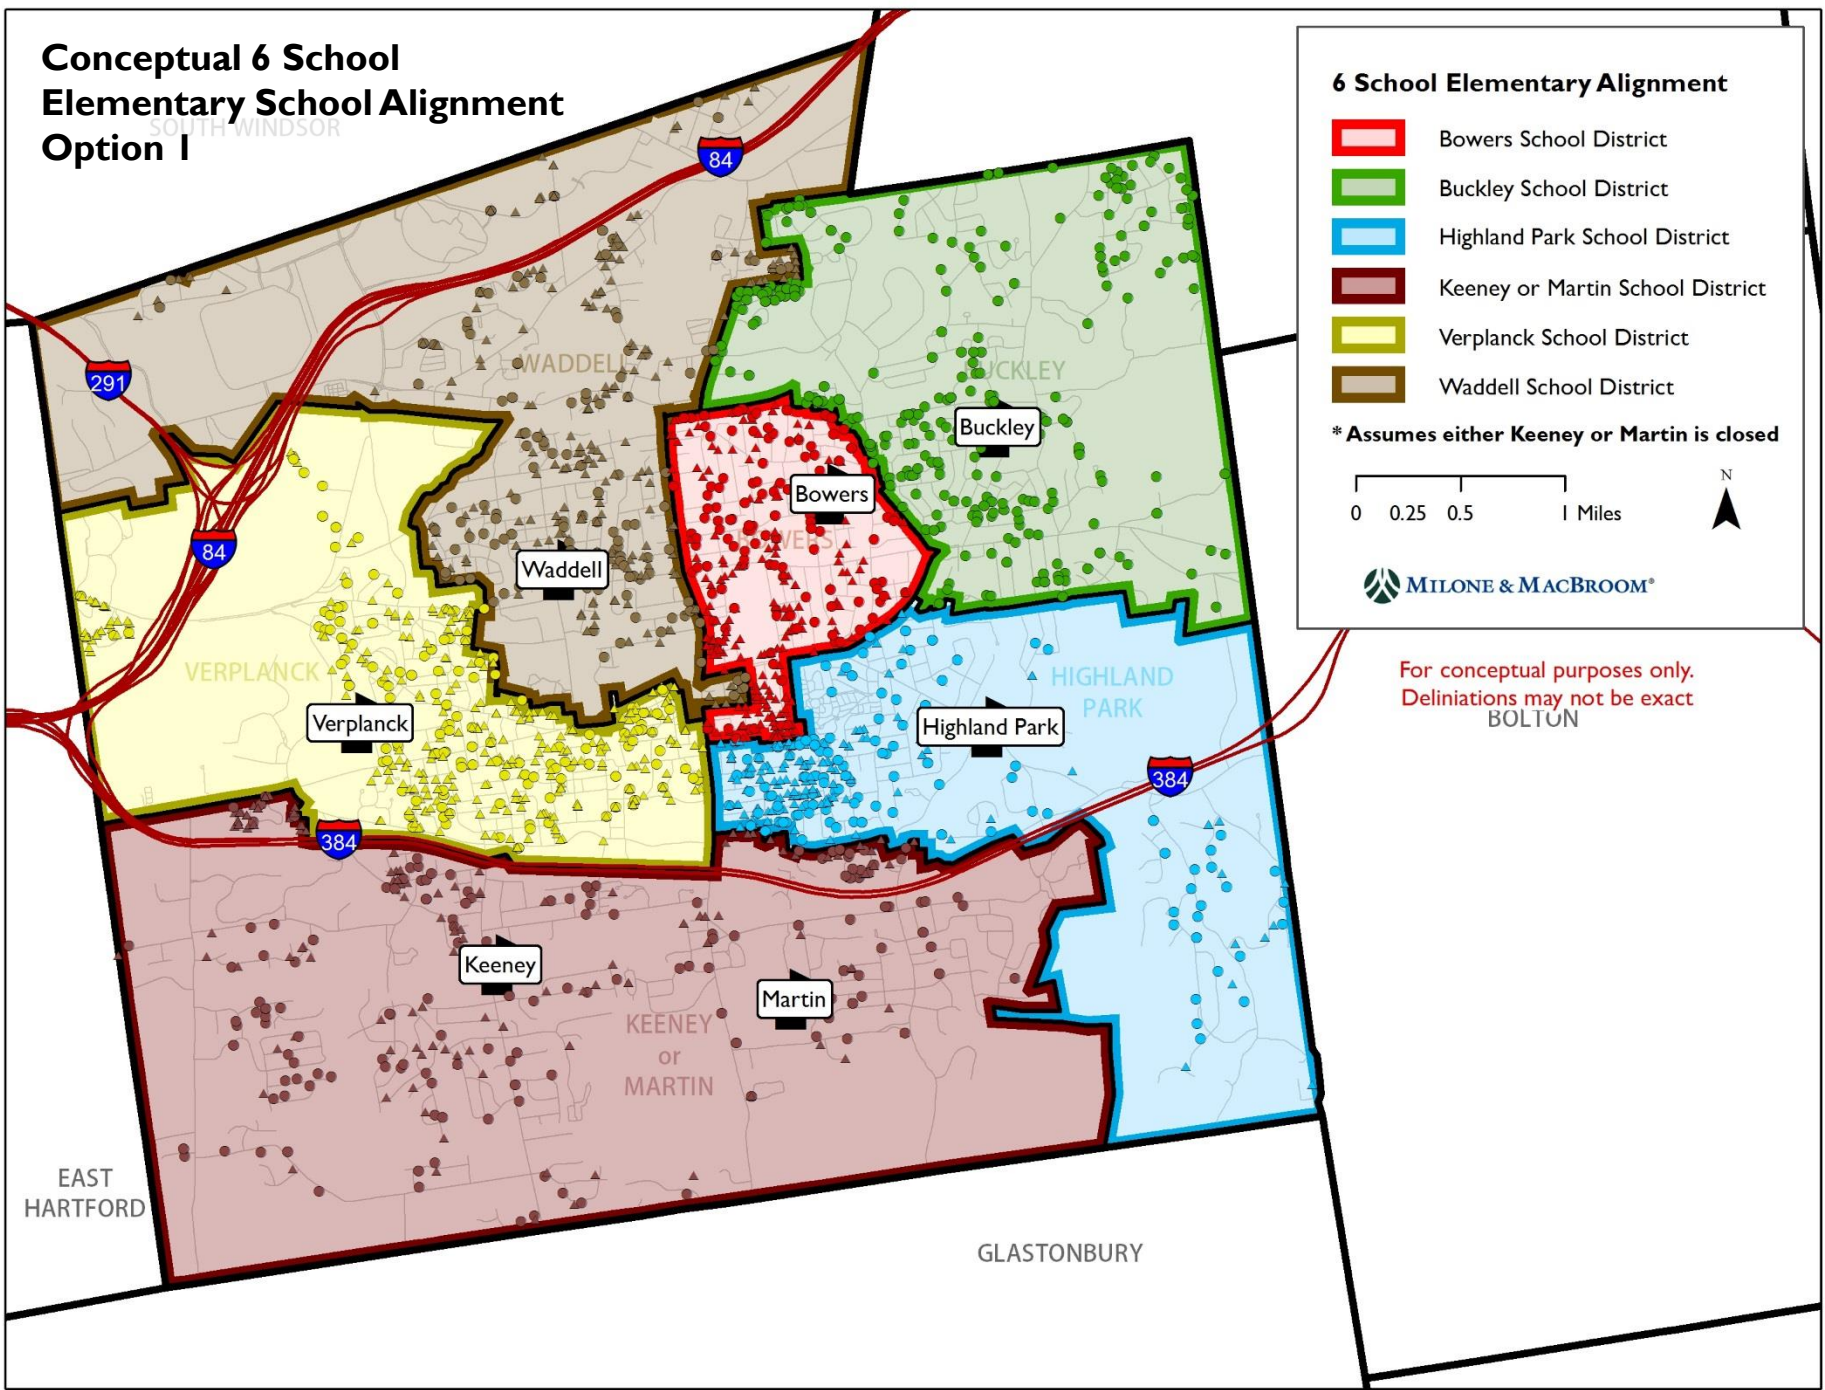 Conceptual 6 School
Elementary School Alignment
Option 1
SOUTH WINDSOR
6 School Elementary Alignment
Bowers School District
Buckley School District
Highland Park School District
Keeney or Martin School District
Verplanck School District
Waddell School District
* Assumes either Keeney or Martin is closed
N
0 0.25 0.5 1 Miles
MILONE & MACBROOM®
For conceptual purposes only.
Deliniations may not be exact
BOLTON
84
291
84
384
384
WADDELL
BUCKLEY
Buckley
Bowers
BOWERS
Waddell
VERPLANCK
Verplanck
HIGHLAND
PARK
Highland Park
Keeney
Martin
KEENEY
or
MARTIN
EAST
HARTFORD
GLASTONBURY